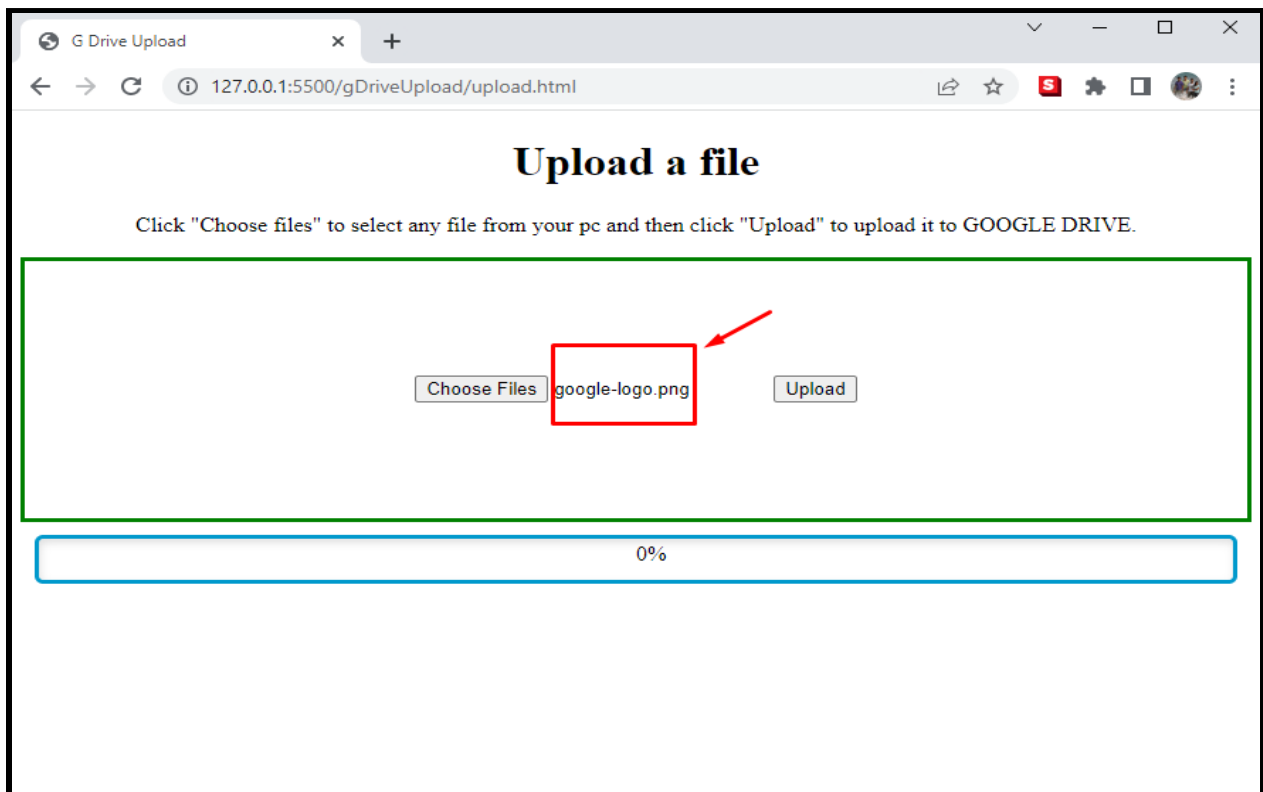 G Drive Upload
127.0.0.1:5500/gDriveUpload/upload.html
S
Upload a file
Click "Choose files" to select any file from your pc and then click "Upload" to upload it to GOOGLE DRIVE.
Choose Files google-logo.png Upload
0%